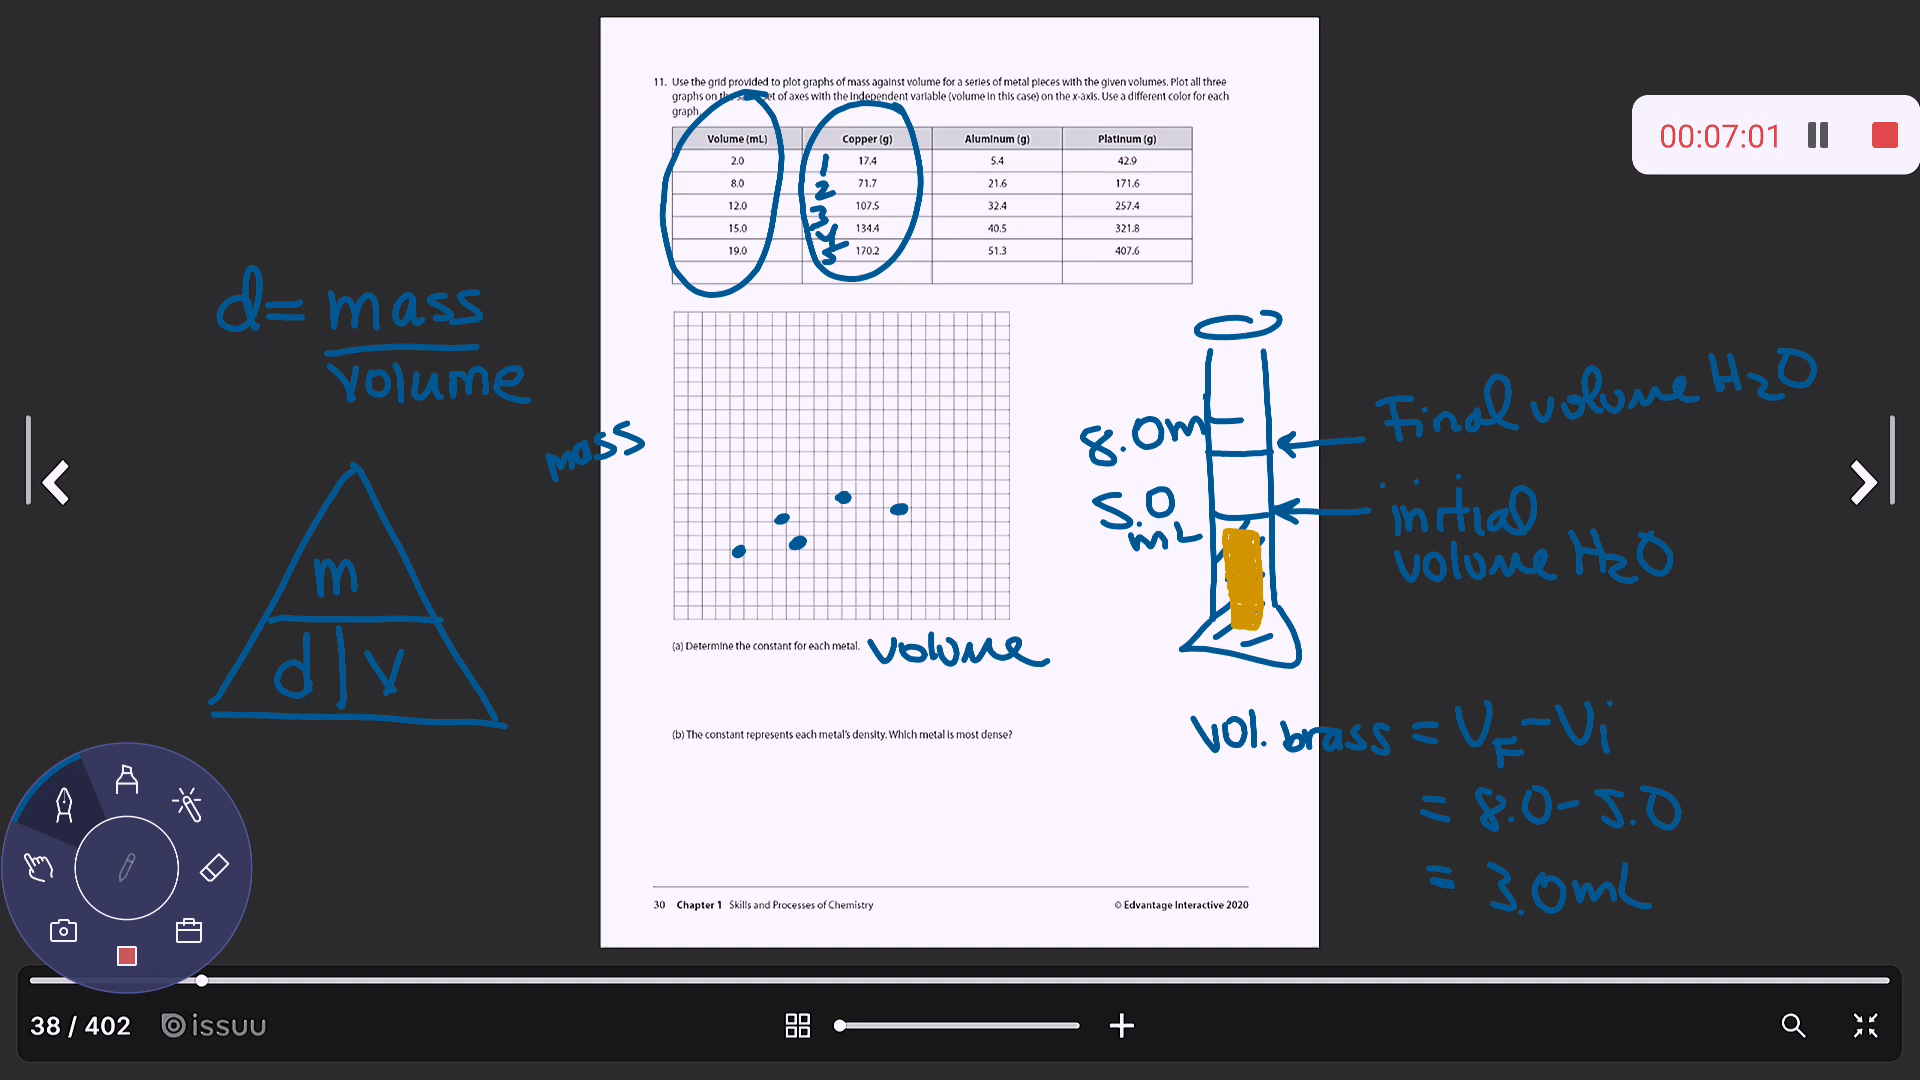 11. Use the grid provided to plot graphs of mass against volume for a series of metal pieces with the given volumes. Plot all three
graphs on the same set of axes with the independent variable (volume in this case) on the x-axis. Use a different color for each
graph.
Volume (mL) Copper (g) Aluminum (g) Platinum (g)
2.0 1 17.4 5.4 42.9
8.0 2 71.7 21.6 171.6
12.0 3 107.5 32.4 257.4
15.0 4 134.4 40.5 321.8
19.0 5 170.2 51.3 407.6
00:07:01
d = mass
volume
mass
m
d | v
8.0m
5.0
mL
Final volume H2O
initial
volume H2O
(a) Determine the constant for each metal.
volume
(b) The constant represents each metal's density. Which metal is most dense?
vol. brass = VF - Vi
= 8.0 - 5.0
= 3.0mL
30 Chapter 1 Skills and Processes of Chemistry
© Edvantage Interactive 2020
38 / 402
issuu